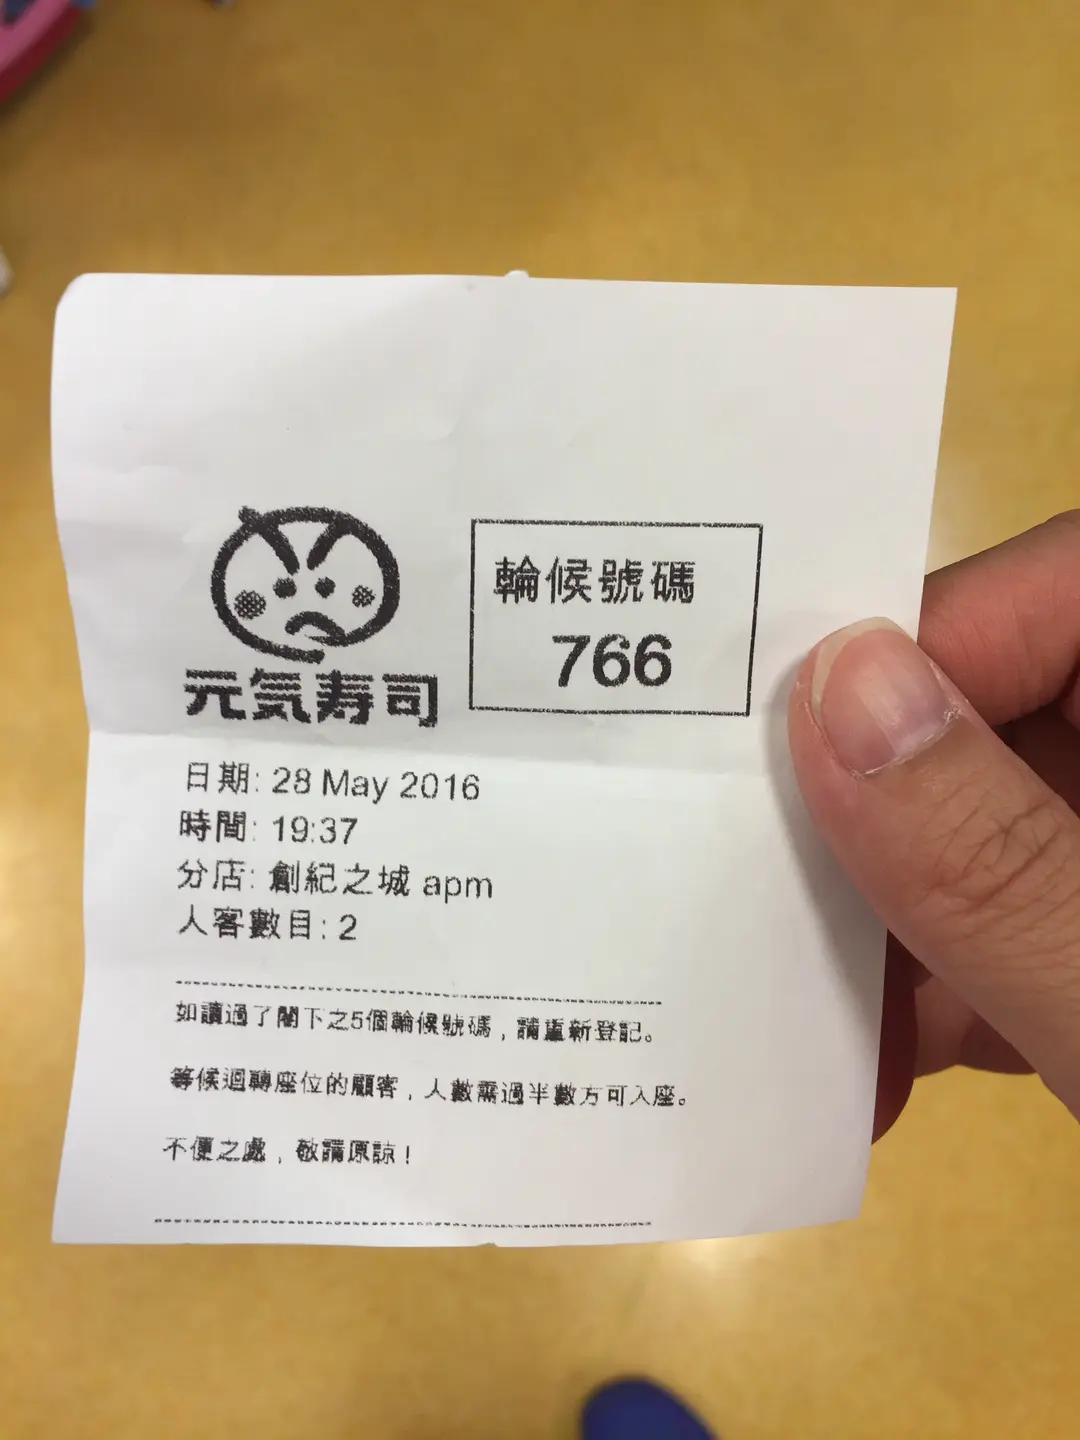 元気寿司
輪候號碼
766
日期: 28 May 2016
時間: 19:37
分店: 創紀之城 apm
人客數目: 2
如讀過了閣下之5個輪候號碼，請重新登記。
等候迴轉座位的顧客，人數需過半數方可入座。
不便之處，敬請原諒！